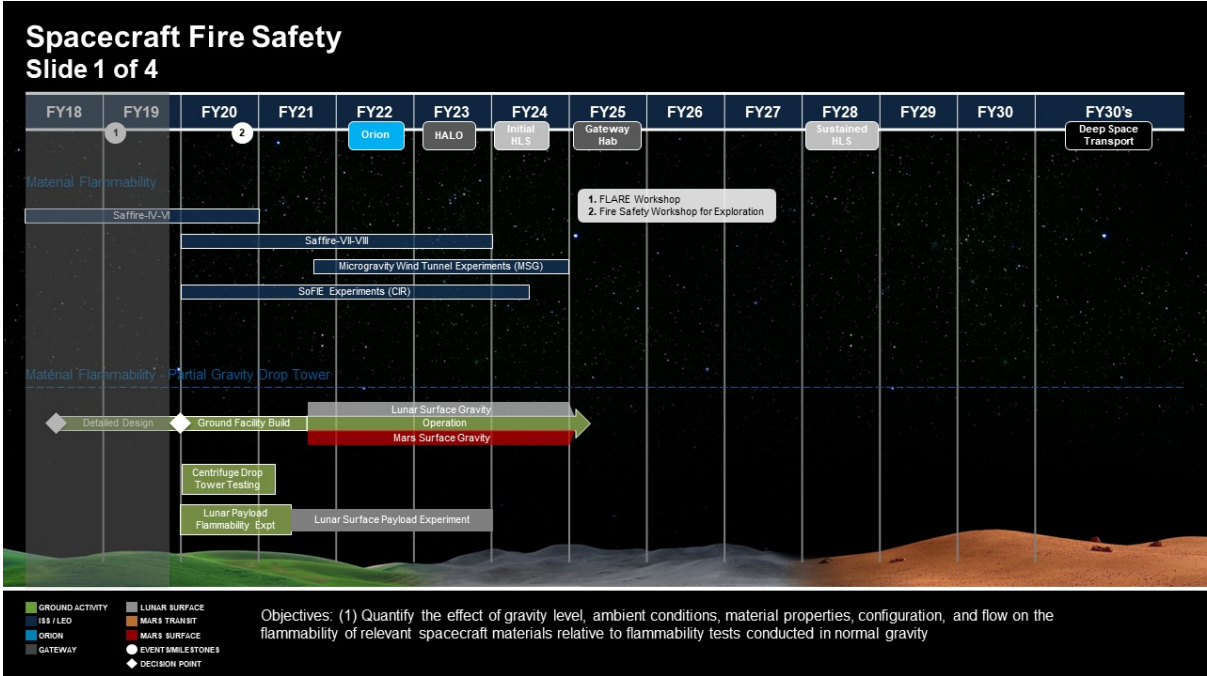 Spacecraft Fire Safety
Slide 1 of 4
FY18 FY19 FY20 FY21 FY22 FY23 FY24 FY25 FY26 FY27 FY28 FY29 FY30 FY30's
1 2 Orion HALO Initial HLS Gateway Hab Sustained HLS Deep Space Transport
Material Flammability
1. FLARE Workshop
2. Fire Safety Workshop for Exploration
Saffire-IV-VI
Saffire-VII-VIII
Microgravity Wind Tunnel Experiments (MSG)
SoFIE Experiments (CIR)
Material Flammability - Partial Gravity Drop Tower
Lunar Surface Gravity
Detailed Design Ground Facility Build Operation
Mars Surface Gravity
Centrifuge Drop
Tower Testing
Lunar Payload
Flammability Expt
Lunar Surface Payload Experiment
GROUND ACTIVITY
ISS / LEO
ORION
GATEWAY
LUNAR SURFACE
MARS TRANSIT
MARS SURFACE
EVENTS/MILESTONES
DECISION POINT
Objectives: (1) Quantify the effect of gravity level, ambient conditions, material properties, configuration, and flow on the
flammability of relevant spacecraft materials relative to flammability tests conducted in normal gravity